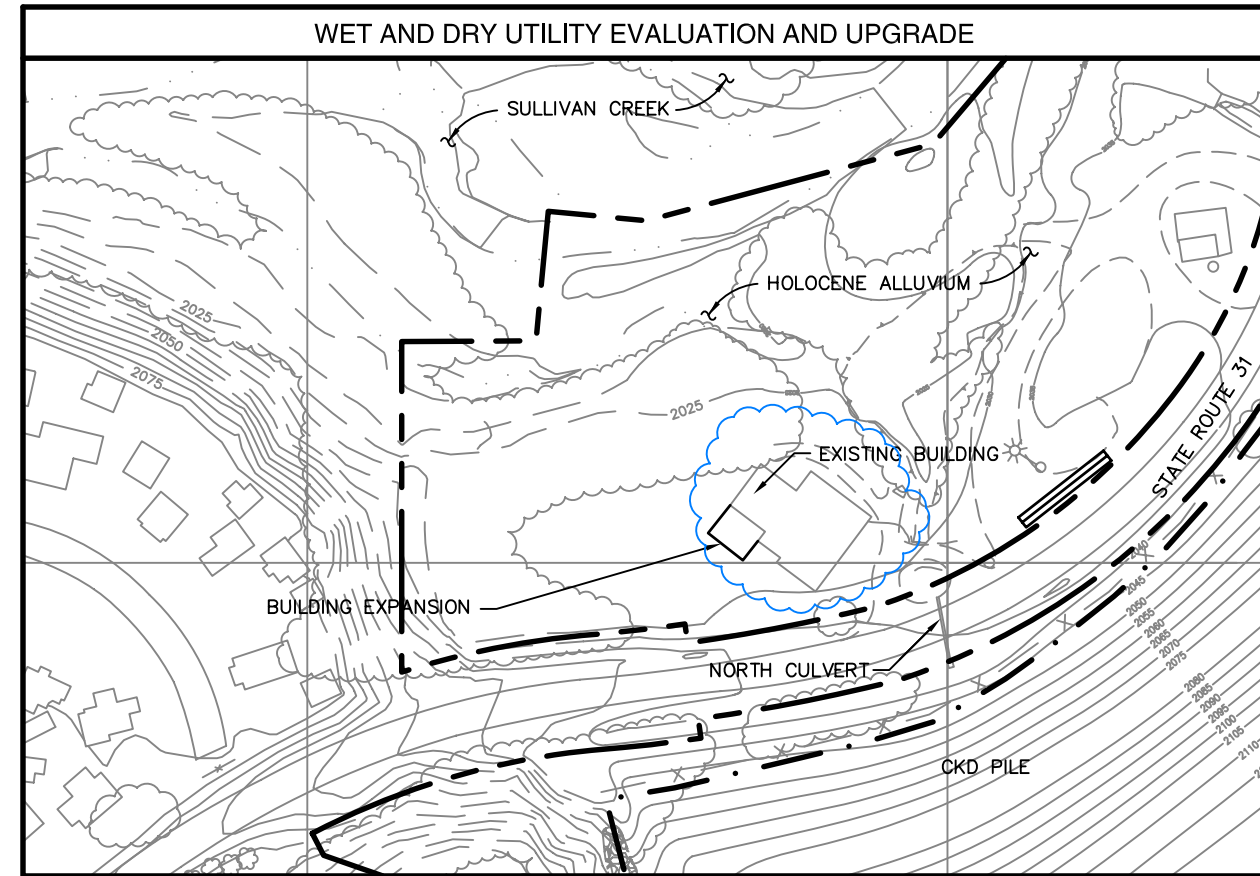 WET AND DRY UTILITY EVALUATION AND UPGRADE
SULLIVAN CREEK
HOLOCENE ALLUVIUM
2025
2050
2075
2025
STATE ROUTE 31
EXISTING BUILDING
BUILDING EXPANSION
NORTH CULVERT
CKD PILE
2040
2045
2050
2055
2060
2065
2070
2075
2080
2085
2090
2095
2100
2105
2110